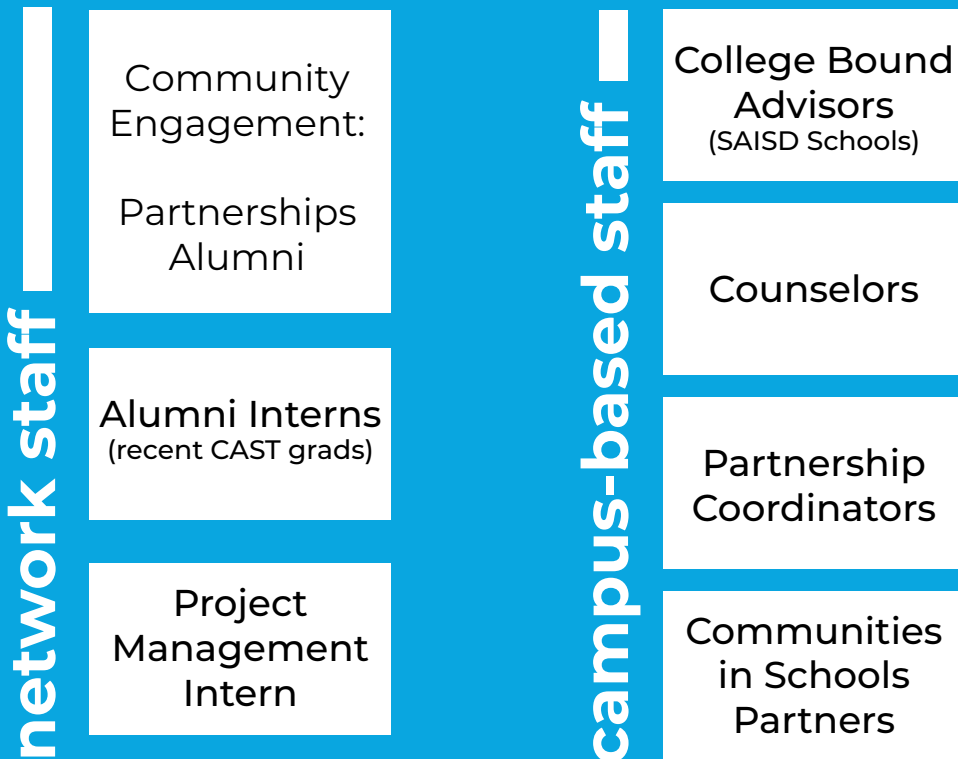 network staff
Community
Engagement:
Partnerships
Alumni
Alumni Interns
(recent CAST grads)
Project
Management
Intern
campus-based staff
College Bound
Advisors
(SAISD Schools)
Counselors
Partnership
Coordinators
Communities
in Schools
Partners